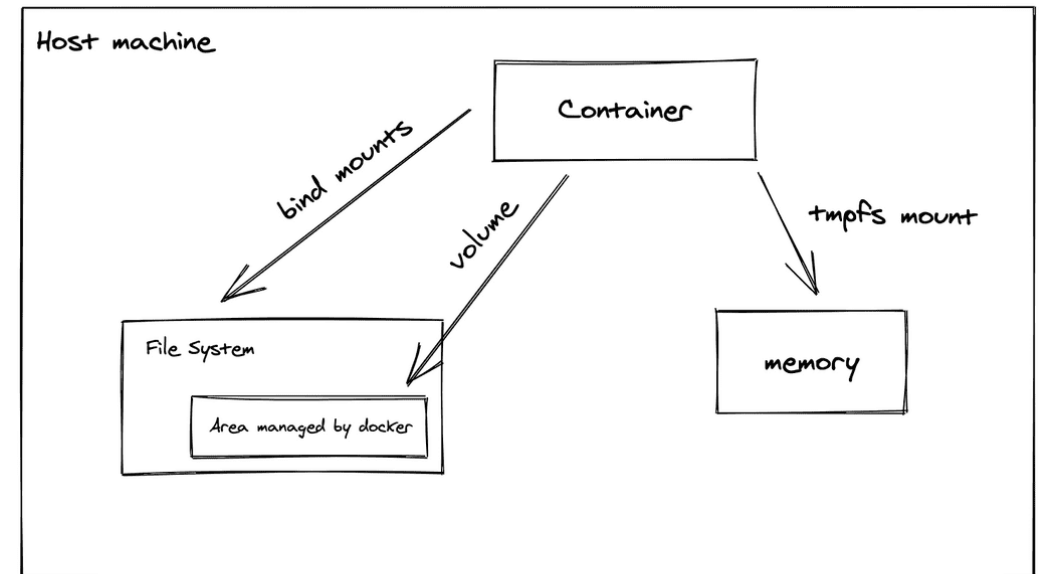 Host machine
Container
bind mounts
volume
tmpfs mount
File System
memory
Area managed by docker